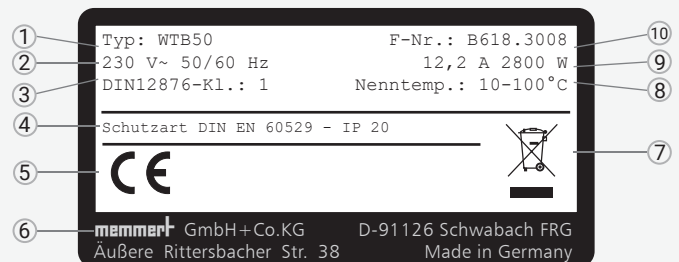 1 Typ: WTB50 F-Nr.: B618.3008 10
2 230 V~ 50/60 Hz 12,2 A 2800 W 9
3 DIN12876-Kl.: 1 Nenntemp.: 10-100°C 8
4 Schutzart DIN EN 60529 - IP 20
5 CE 7
6 memmert GmbH+Co.KG D-91126 Schwabach FRG
Äußere Rittersbacher Str. 38 Made in Germany